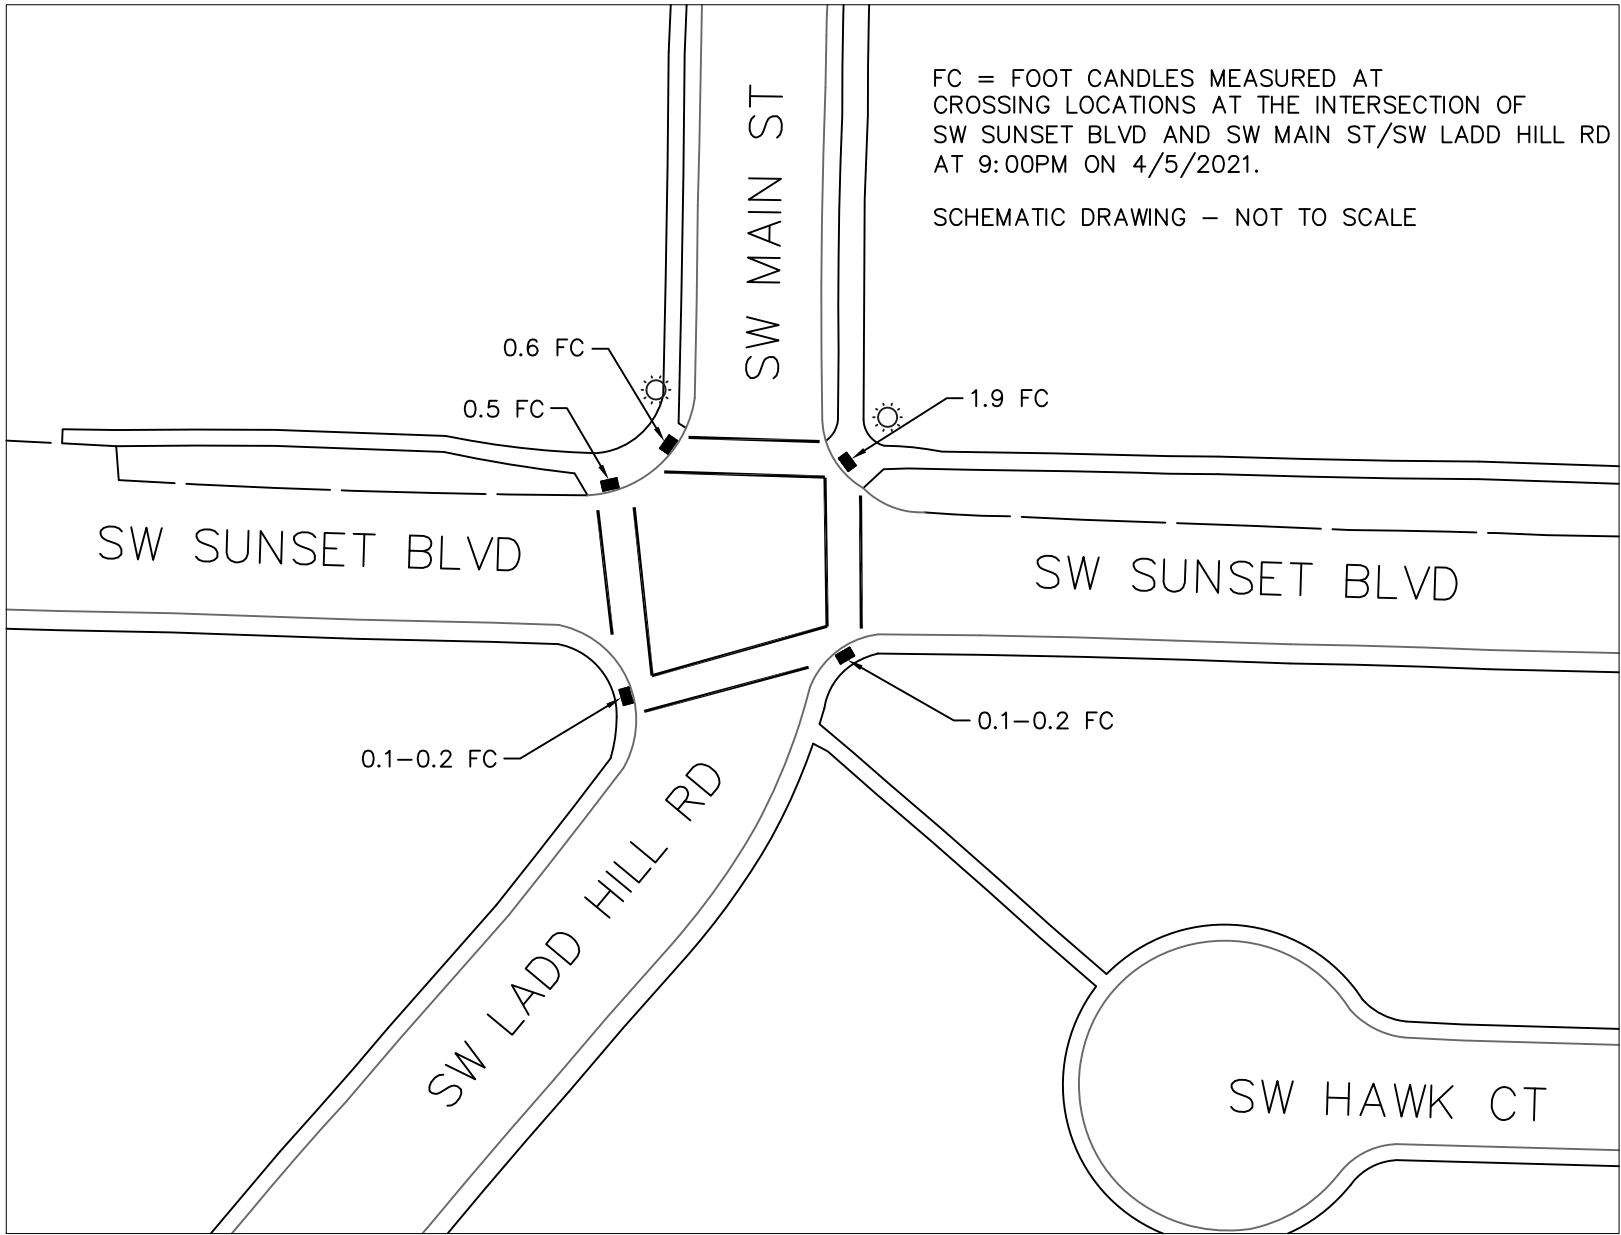 FC = FOOT CANDLES MEASURED AT
CROSSING LOCATIONS AT THE INTERSECTION OF
SW SUNSET BLVD AND SW MAIN ST/SW LADD HILL RD
AT 9:00PM ON 4/5/2021.
SCHEMATIC DRAWING – NOT TO SCALE
SW MAIN ST
0.6 FC
0.5 FC
1.9 FC
SW SUNSET BLVD
SW SUNSET BLVD
0.1–0.2 FC
0.1–0.2 FC
SW LADD HILL RD
SW HAWK CT